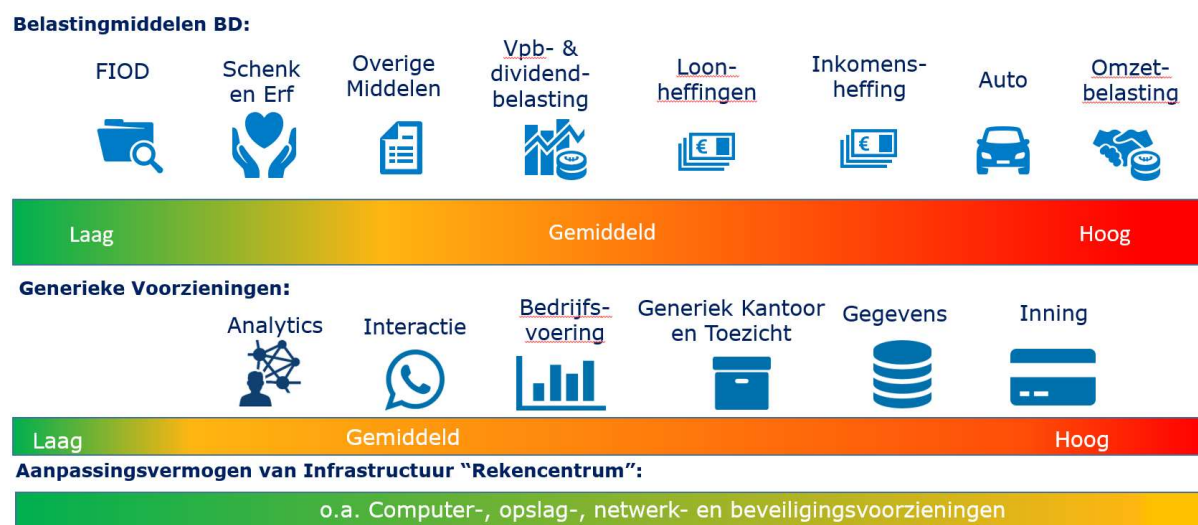 Belastingmiddelen BD:
FIOD
Schenk
en Erf
Overige
Middelen
Vpb- &
dividend-
belasting
Loon-
heffingen
Inkomens-
heffing
Auto
Omzet-
belasting
€
€
Laag
Gemiddeld
Hoog
Generieke Voorzieningen:
Analytics
Interactie
Bedrijfs-
voering
Generiek Kantoor
en Toezicht
Gegevens
Inning
Laag
Gemiddeld
Hoog
Aanpassingsvermogen van Infrastructuur “Rekencentrum”:
o.a. Computer-, opslag-, netwerk- en beveiligingsvoorzieningen